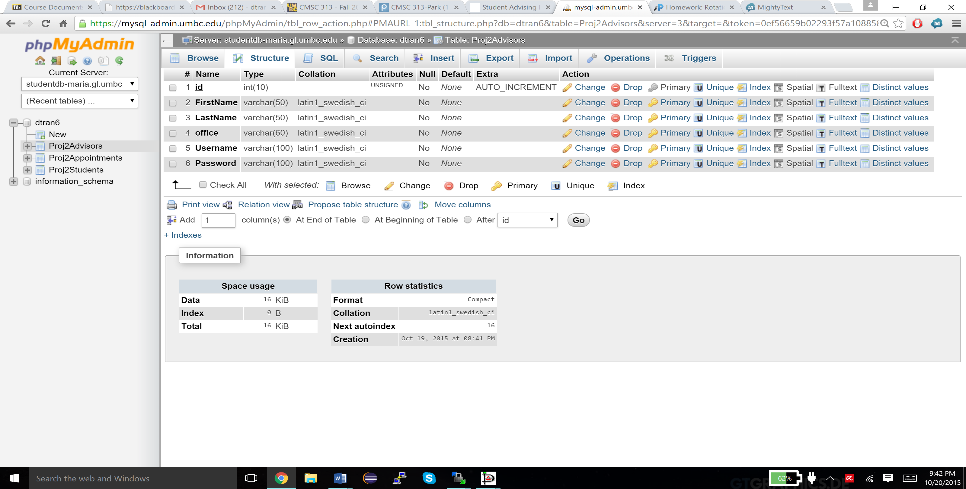 Course Document
https://blackboard
M Inbox (212) dtran
CMSC 313 - Fall 20
CMSC 313, Park (1
Student Advising I
mysql-admin.umbc
Homework Rotatio
MightyText
https://mysql-admin.umbc.edu/phpMyAdmin/tbl_row_action.php#PMAURL-1:tbl_structure.php?db=dtran6&table=Proj2Advisors&server=3&target=&token=0ef56659b02293f57a10885
phpMyAdmin
Current Server:
studentdb-maria.gl.umbc
(Recent tables) ...
dtran6
New
Proj2Advisors
Proj2Appointments
Proj2Students
information_schema
Server: studentdb-maria.gl.umbc.edu » Database: dtran6 » Table: Proj2Advisors
Browse Structure SQL Search Insert Export Import Operations Triggers
# Name Type Collation Attributes Null Default Extra Action
1 id int(10) UNSIGNED No None AUTO_INCREMENT Change Drop Primary Unique Index Spatial Fulltext Distinct values
2 FirstName varchar(50) latin1_swedish_ci No None Change Drop Primary Unique Index Spatial Fulltext Distinct values
3 LastName varchar(50) latin1_swedish_ci No None Change Drop Primary Unique Index Spatial Fulltext Distinct values
4 office varchar(60) latin1_swedish_ci No None Change Drop Primary Unique Index Spatial Fulltext Distinct values
5 Username varchar(100) latin1_swedish_ci No None Change Drop Primary Unique Index Spatial Fulltext Distinct values
6 Password varchar(100) latin1_swedish_ci No None Change Drop Primary Unique Index Spatial Fulltext Distinct values
Check All With selected: Browse Change Drop Primary Unique Index
Print view Relation view Propose table structure Move columns
Add 1 column(s) At End of Table At Beginning of Table After id Go
+ Indexes
Information
Space usage
Data 16 KiB
Index 0 B
Total 16 KiB
Row statistics
Format Compact
Collation latin1_swedish_ci
Next autoindex 16
Creation Oct 19, 2015 at 08:41 PM
Search the web and Windows
62%
9:42 PM
10/20/2015